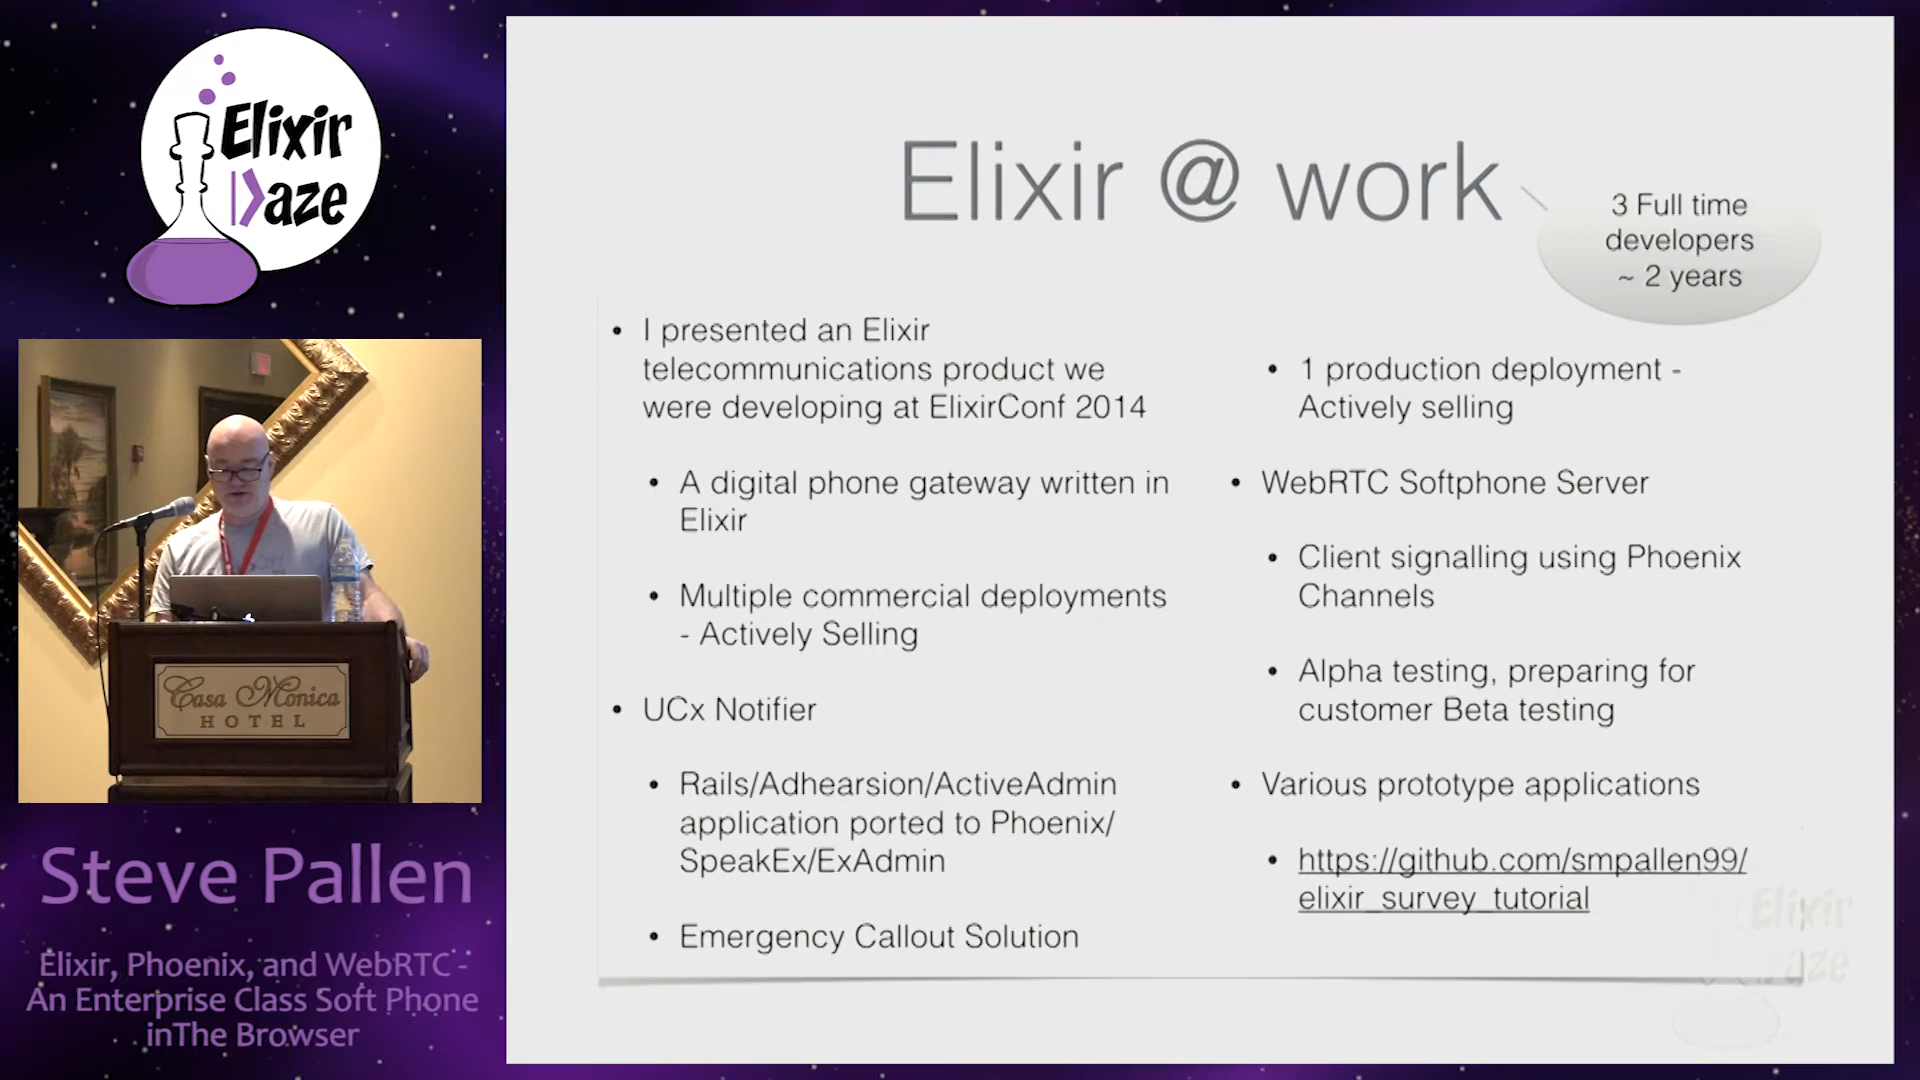 Elixir
Daze
Casa Monica
HOTEL
Steve Pallen
Elixir, Phoenix, and WebRTC -
An Enterprise Class Soft Phone
inThe Browser
Elixir @ work
3 Full time
developers
~ 2 years
• I presented an Elixir
telecommunications product we
were developing at ElixirConf 2014
• A digital phone gateway written in
Elixir
• Multiple commercial deployments
- Actively Selling
• UCx Notifier
• Rails/Adhearsion/ActiveAdmin
application ported to Phoenix/
SpeakEx/ExAdmin
• Emergency Callout Solution
• 1 production deployment -
Actively selling
• WebRTC Softphone Server
• Client signalling using Phoenix
Channels
• Alpha testing, preparing for
customer Beta testing
• Various prototype applications
• https://github.com/smpallen99/
elixir_survey_tutorial
Elixir
Daze